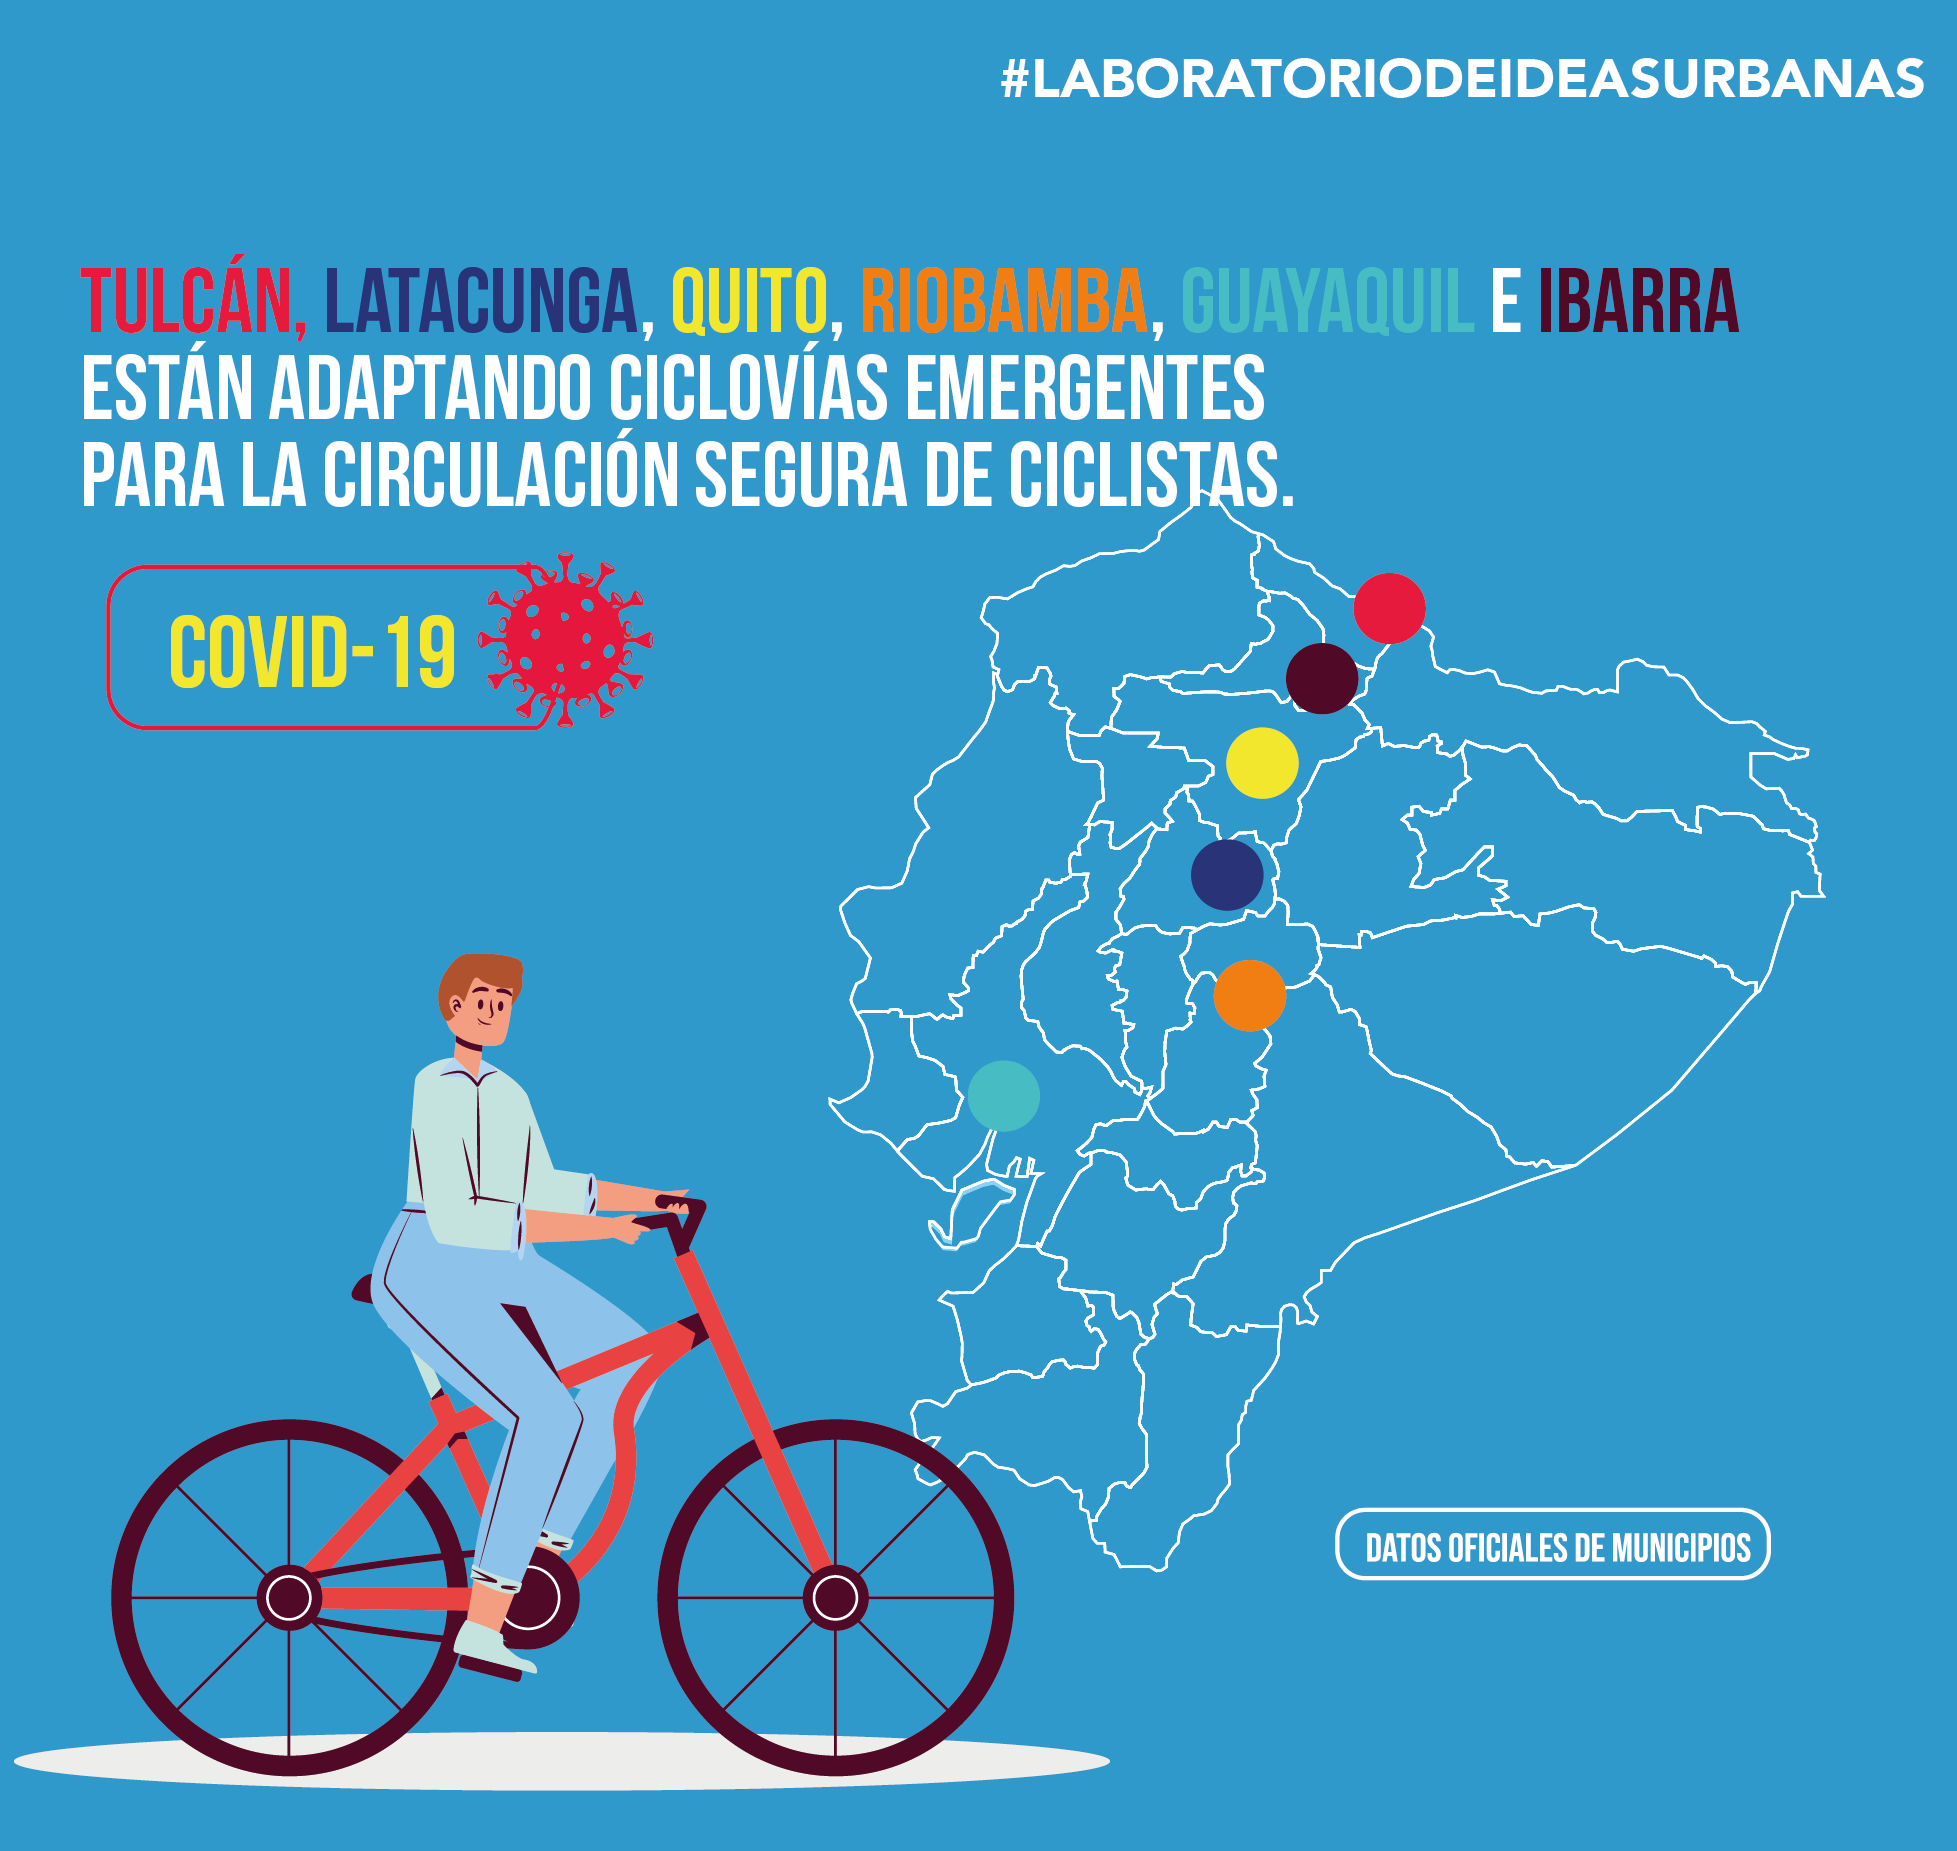 #LABORATORIODEIDEASURBANAS
TULCÁN, LATACUNGA, QUITO, RIOBAMBA, GUAYAQUIL E IBARRA
ESTÁN ADAPTANDO CICLOVÍAS EMERGENTES
PARA LA CIRCULACIÓN SEGURA DE CICLISTAS.
COVID-19
DATOS OFICIALES DE MUNICIPIOS